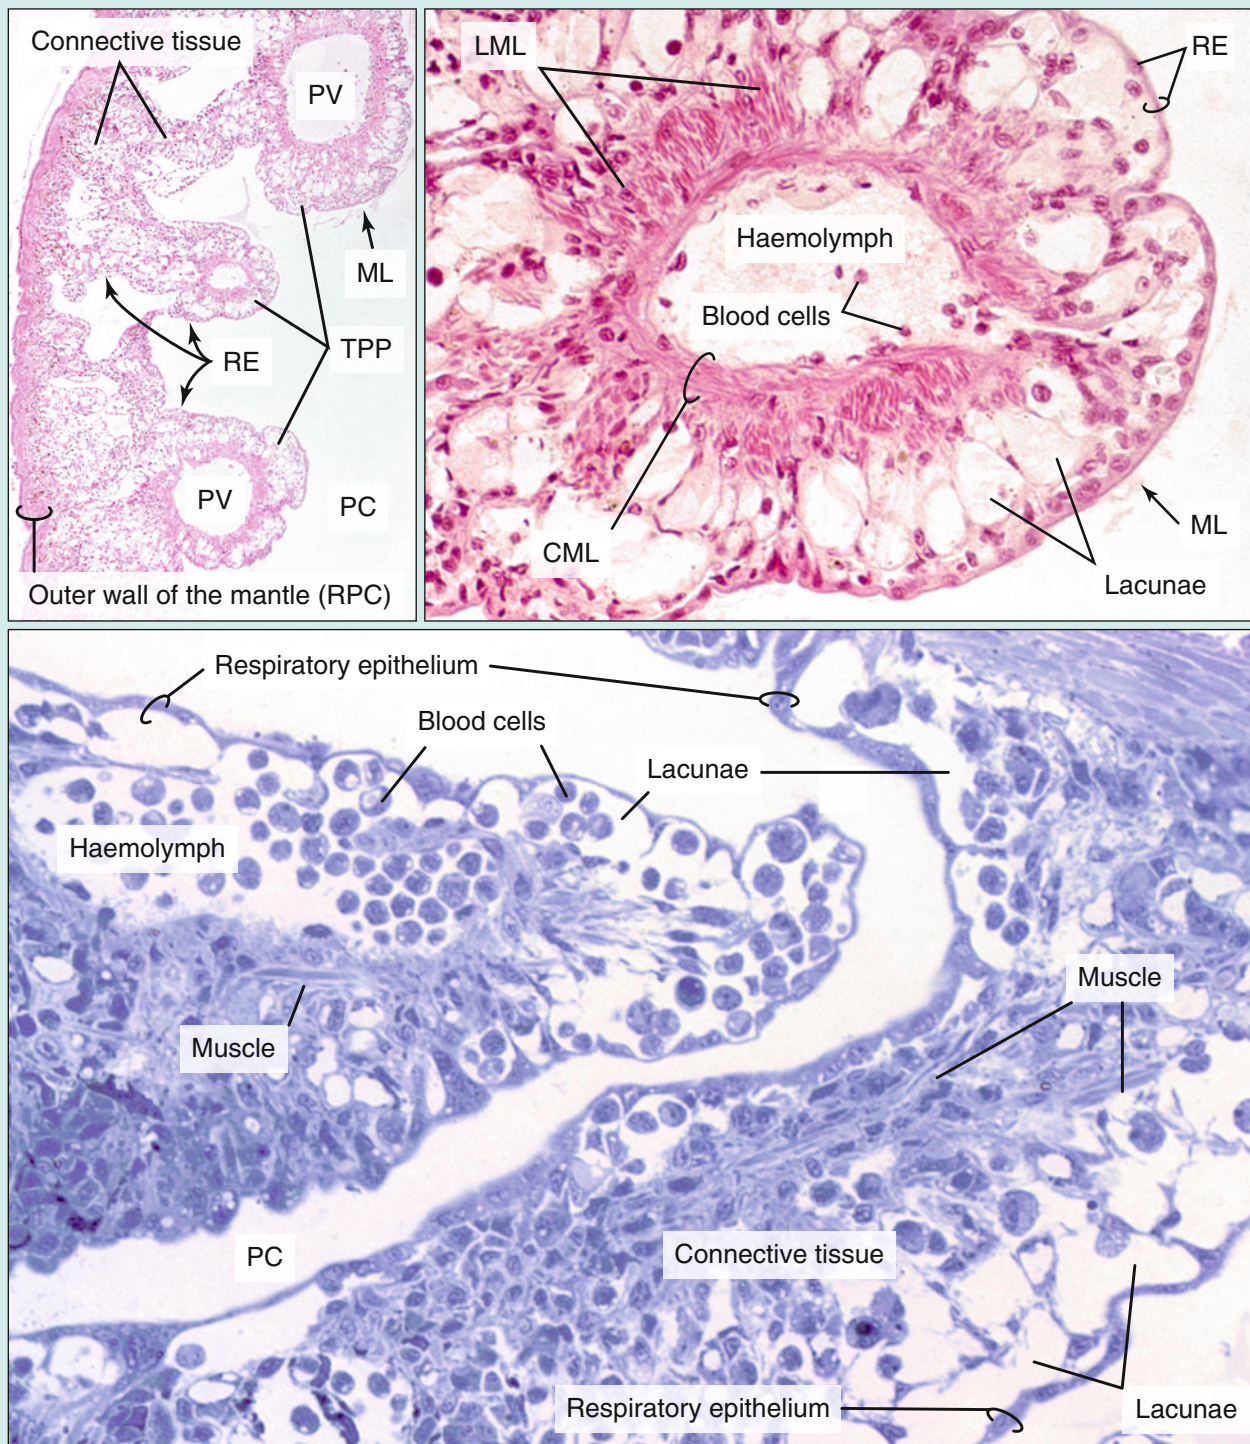 Connective tissue
PV
ML
RE
TPP
PV
PC
Outer wall of the mantle (RPC)
LML
RE
Haemolymph
Blood cells
CML
ML
Lacunae
Respiratory epithelium
Blood cells
Lacunae
Haemolymph
Muscle
Muscle
PC
Connective tissue
Respiratory epithelium
Lacunae